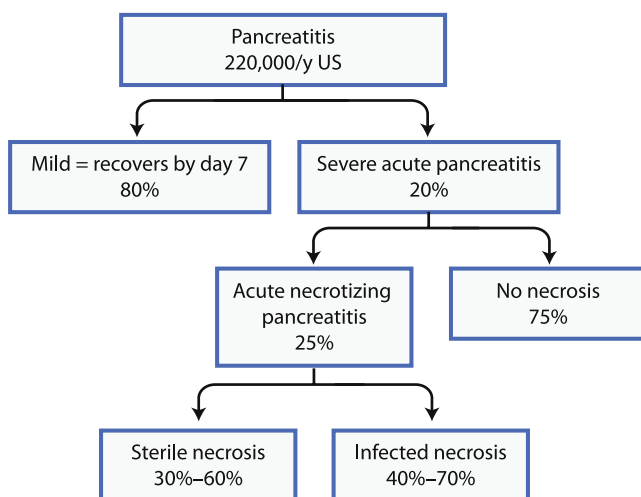 Pancreatitis
220,000/y US
Mild = recovers by day 7
80%
Severe acute pancreatitis
20%
Acute necrotizing
pancreatitis
25%
No necrosis
75%
Sterile necrosis
30%–60%
Infected necrosis
40%–70%